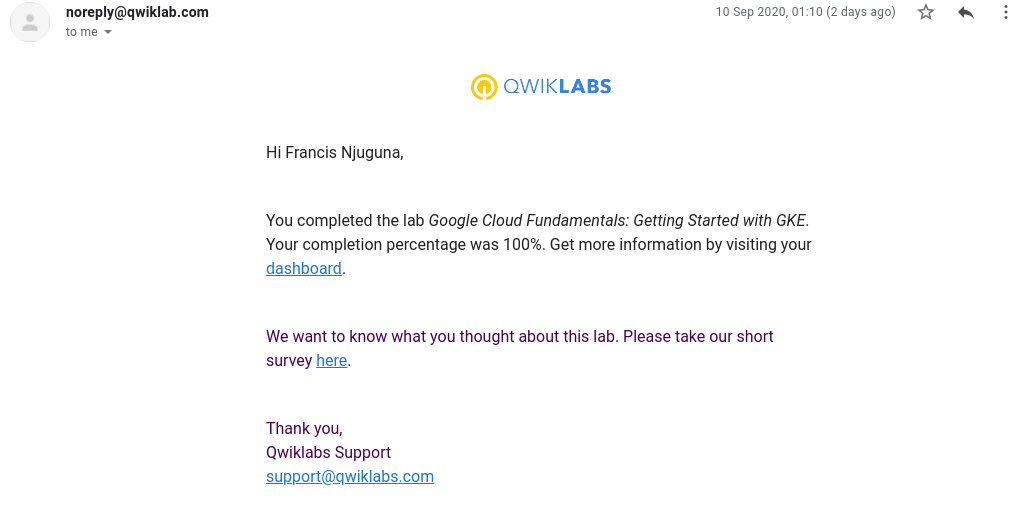 noreply@qwiklab.com
10 Sep 2020, 01:10 (2 days ago)
to me
QWIKLABS
Hi Francis Njuguna,
You completed the lab Google Cloud Fundamentals: Getting Started with GKE.
Your completion percentage was 100%. Get more information by visiting your
dashboard.
We want to know what you thought about this lab. Please take our short
survey here.
Thank you,
Qwiklabs Support
support@qwiklabs.com